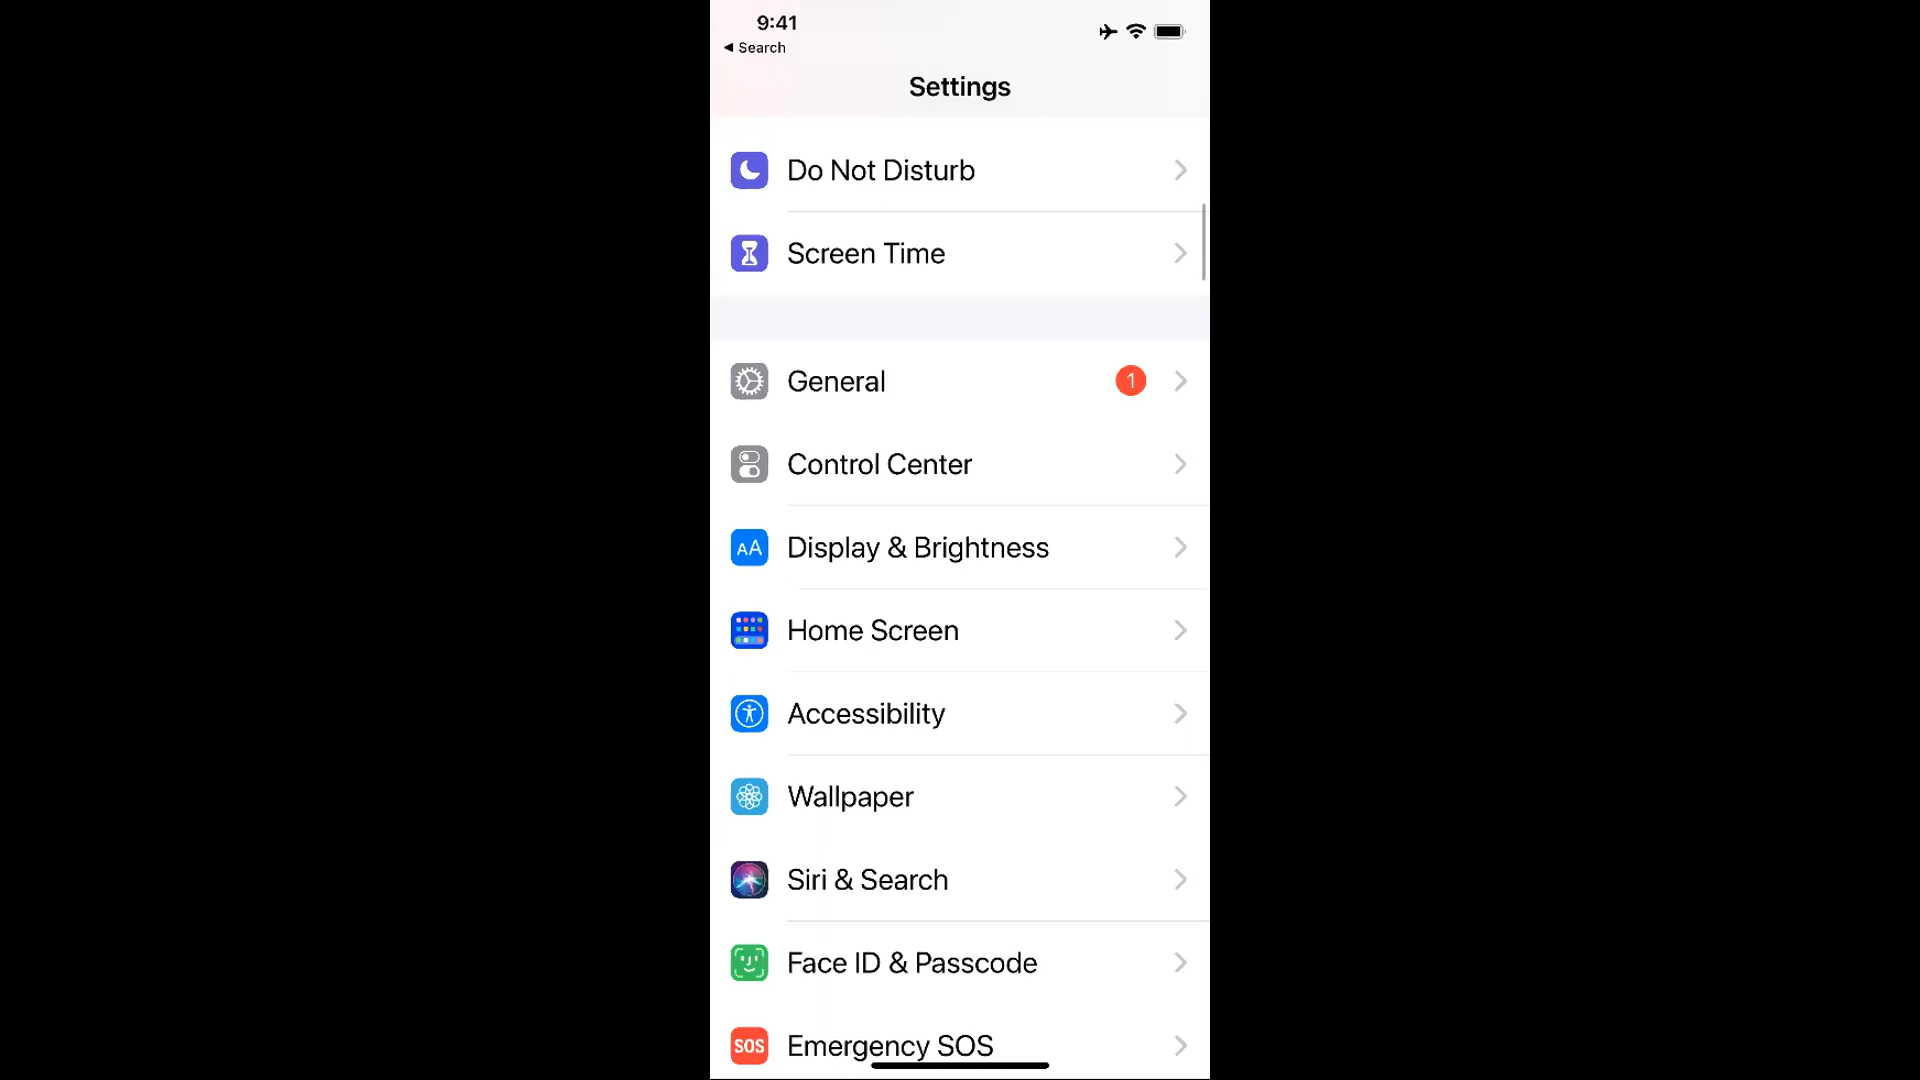 9:41
◀ Search
Settings
Do Not Disturb
Screen Time
General 1
Control Center
AA Display & Brightness
Home Screen
Accessibility
Wallpaper
Siri & Search
Face ID & Passcode
SOS Emergency SOS